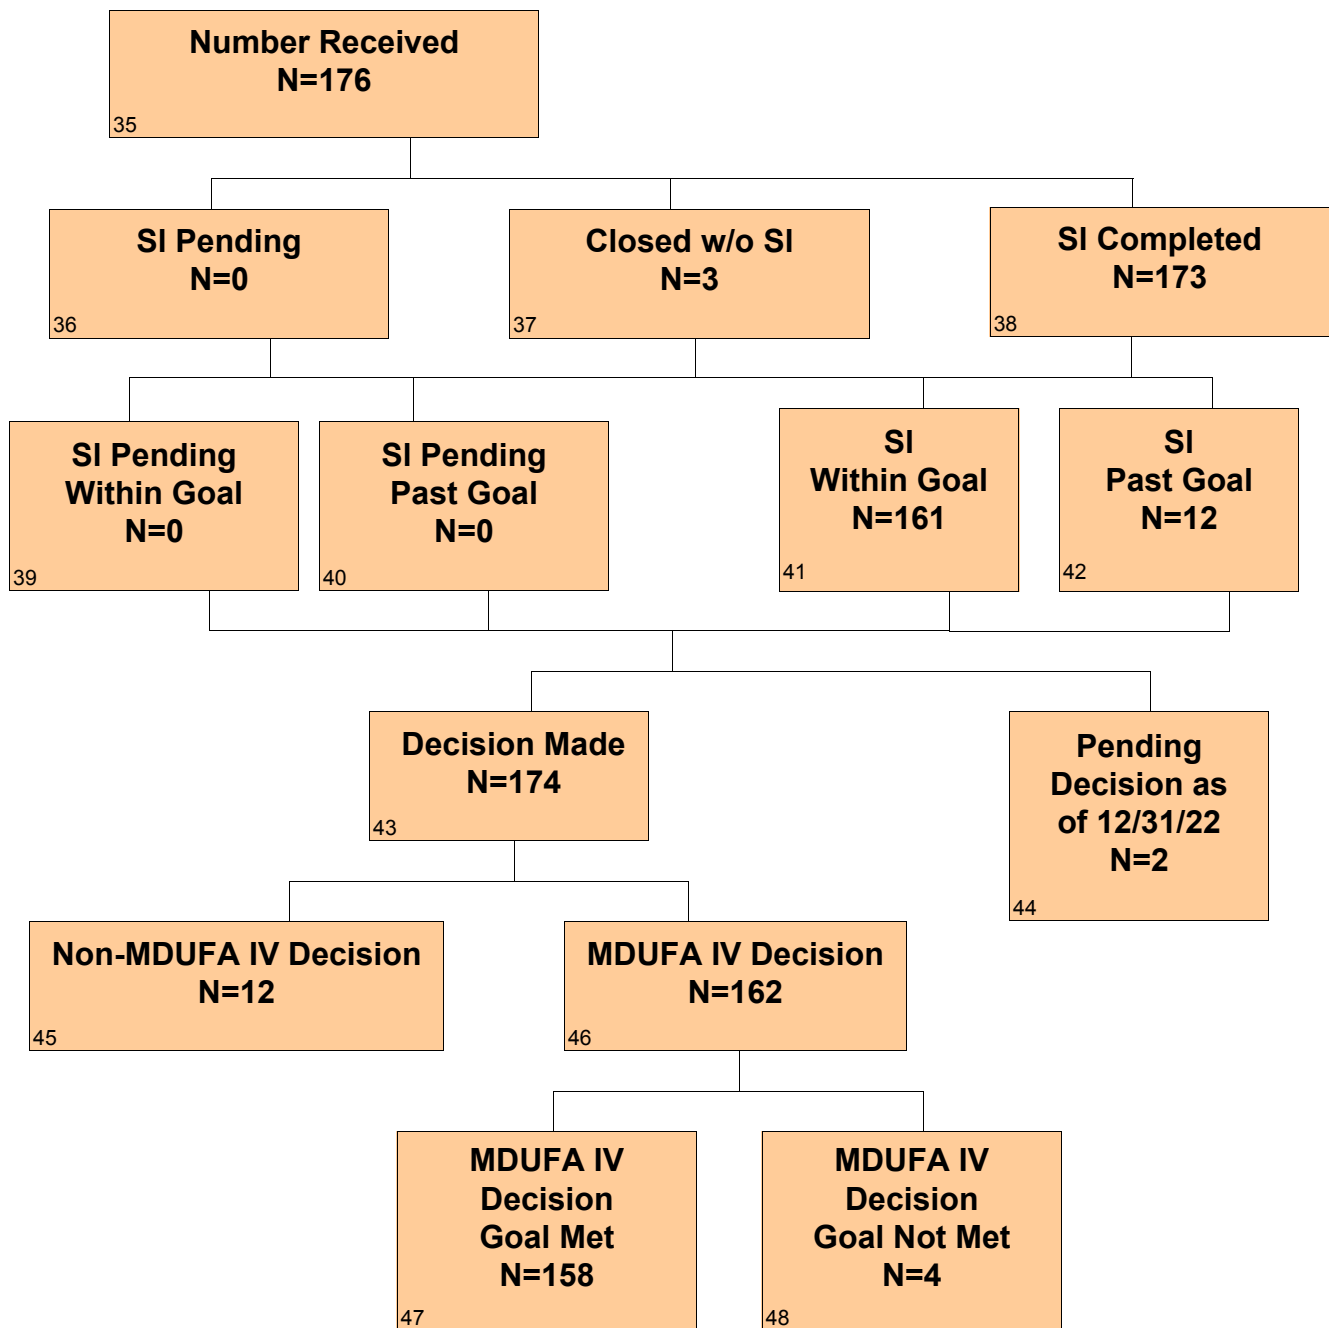 Number Received
N=176
35
SI Pending
N=0
36
Closed w/o SI
N=3
37
SI Completed
N=173
38
SI Pending
Within Goal
N=0
39
SI Pending
Past Goal
N=0
40
SI
Within Goal
N=161
41
SI
Past Goal
N=12
42
Decision Made
N=174
43
Pending
Decision as
of 12/31/22
N=2
44
Non-MDUFA IV Decision
N=12
45
MDUFA IV Decision
N=162
46
MDUFA IV
Decision
Goal Met
N=158
47
MDUFA IV
Decision
Goal Not Met
N=4
48